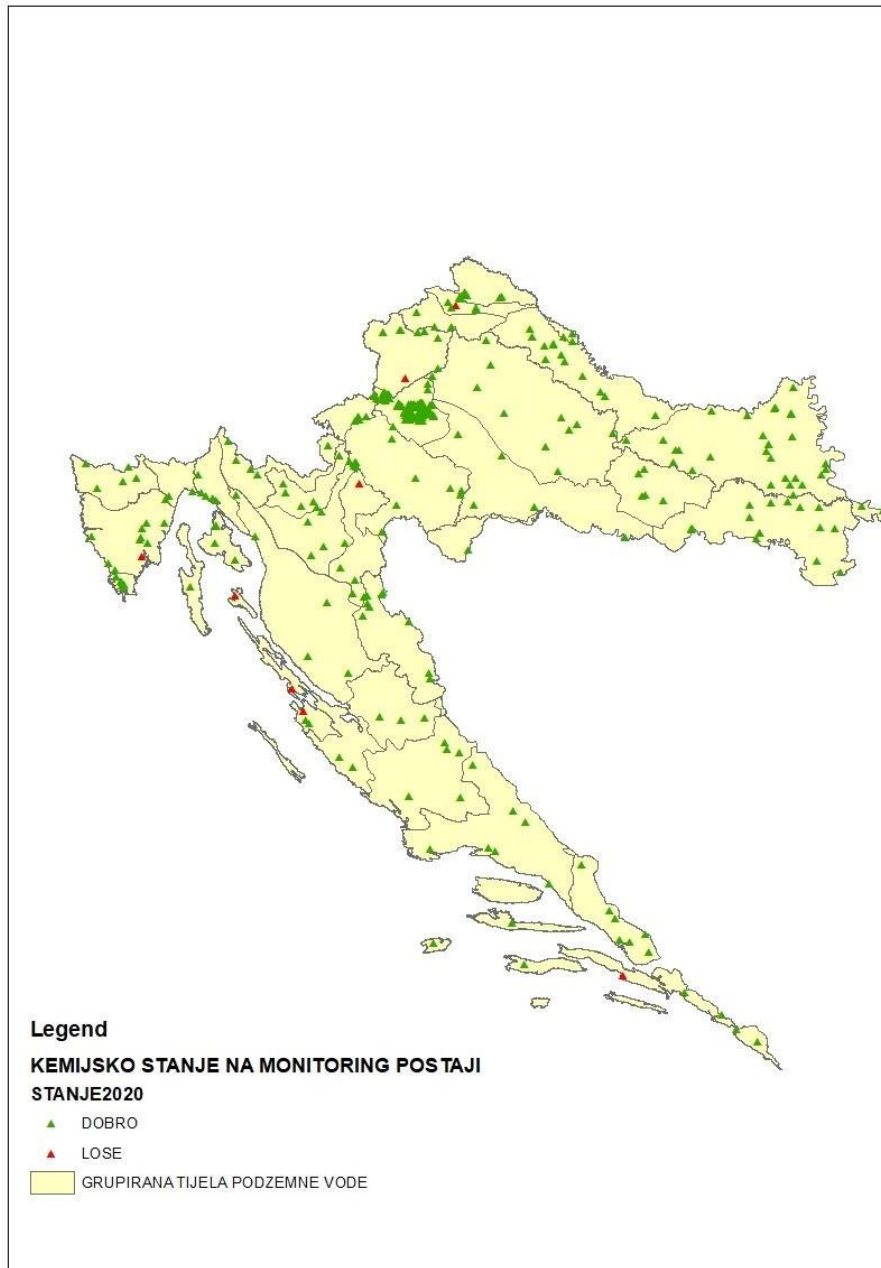 Legend
KEMIJSKO STANJE NA MONITORING POSTAJI
STANJE2020
DOBRO
LOSE
GRUPIRANA TIJELA PODZEMNE VODE